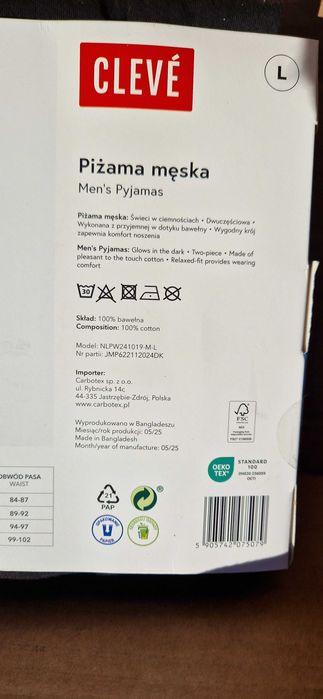 CLEVÉ
L
Piżama męska
Men's Pyjamas
Piżama męska: Świeci w ciemnościach • Dwuczęściowa •
Wykonana z przyjemnej w dotyku bawełny • Wygodny krój
zapewnia komfort noszenia
Men's Pyjamas: Glows in the dark • Two-piece • Made of
pleasant to the touch cotton • Relaxed-fit provides wearing
comfort
30
Skład: 100% bawełna
Composition: 100% cotton
Model: NLPW241019-M-L
Nr partii: JMP622112024DK
Importer:
Carbotex sp. z o.o.
ul. Rybnicka 14c
44-335 Jastrzębie-Zdrój, Polska
www.carbotex.pl
Wyprodukowano w Bangladeszu
Miesiąc/rok produkcji: 05/25
Made in Bangladesh
Month/year of manufacture: 05/25
FSC
MIX
OEKO
TEX®
STANDARD
100
OBWÓD PASA
WAIST
84-87
89-92
94-97
99-102
21
PAP
OPAKOWANIE
PAPIER
5 905742 075079